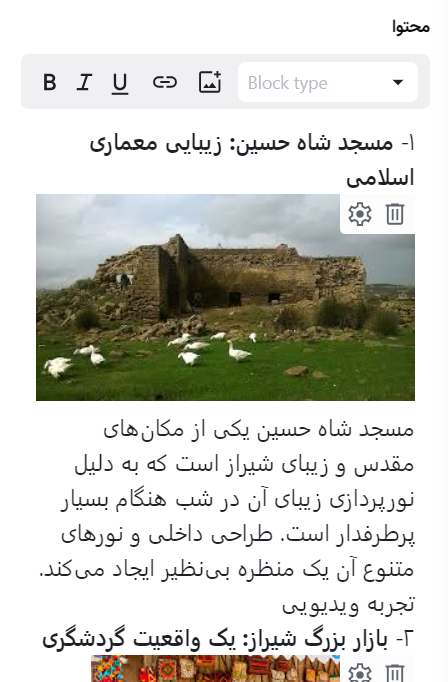 محتوا
B I U Block type
۱- مسجد شاه حسین: زیبایی معماری
اسلامی
مسجد شاه حسین یکی از مکان‌های
مقدس و زیبای شیراز است که به دلیل
نورپردازی زیبای آن در شب هنگام بسیار
پرطرفدار است. طراحی داخلی و نورهای
متنوع آن یک منظره بی‌نظیر ایجاد می‌کند.
تجربه ویدیویی
۲- بازار بزرگ شیراز: یک واقعیت گردشگری